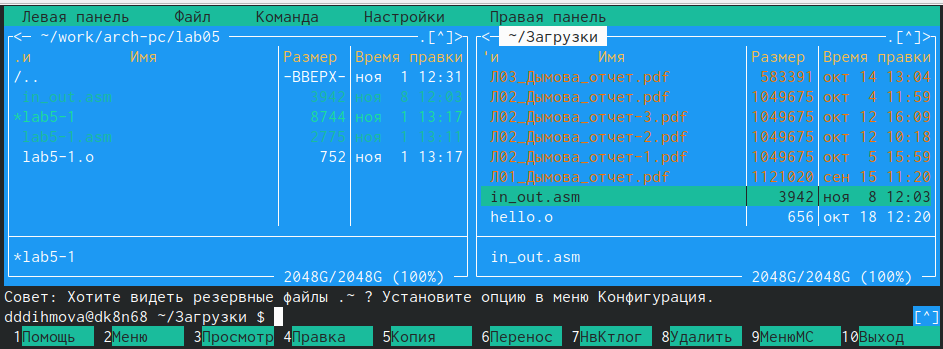 Левая панель Файл Команда Настройки Правая панель
<─ ~/work/arch-pc/lab05 .[^]> <─ ~/Загрузки .[^]>
.и Имя Размер Время правки 'и Имя Размер Время правки
/.. -ВВЕРХ- ноя 1 12:31 Л03_Дымова_отчет.pdf 583391 окт 14 13:04
in_out.asm 3942 ноя 8 12:03 Л02_Дымова_отчет.pdf 1049675 окт 4 11:59
*lab5-1 8744 ноя 1 13:17 Л02_Дымова_отчет-3.pdf 1049675 окт 12 16:09
lab5-1.asm 2775 ноя 1 13:11 Л02_Дымова_отчет-2.pdf 1049675 окт 12 10:18
lab5-1.o 752 ноя 1 13:17 Л02_Дымова_отчет-1.pdf 1049675 окт 5 15:59
Л01_Дымова_отчет.pdf 1121020 сен 15 11:20
in_out.asm 3942 ноя 8 12:03
hello.o 656 окт 18 12:20
*lab5-1 in_out.asm
2048G/2048G (100%) 2048G/2048G (100%)
Совет: Хотите видеть резервные файлы .~ ? Установите опцию в меню Конфигурация.
dddihmova@dk8n68 ~/Загрузки $ [^]
1Помощь 2Меню 3Просмотр 4Правка 5Копия 6Перенос 7НвКтлог 8Удалить 9МенюМС 10Выход